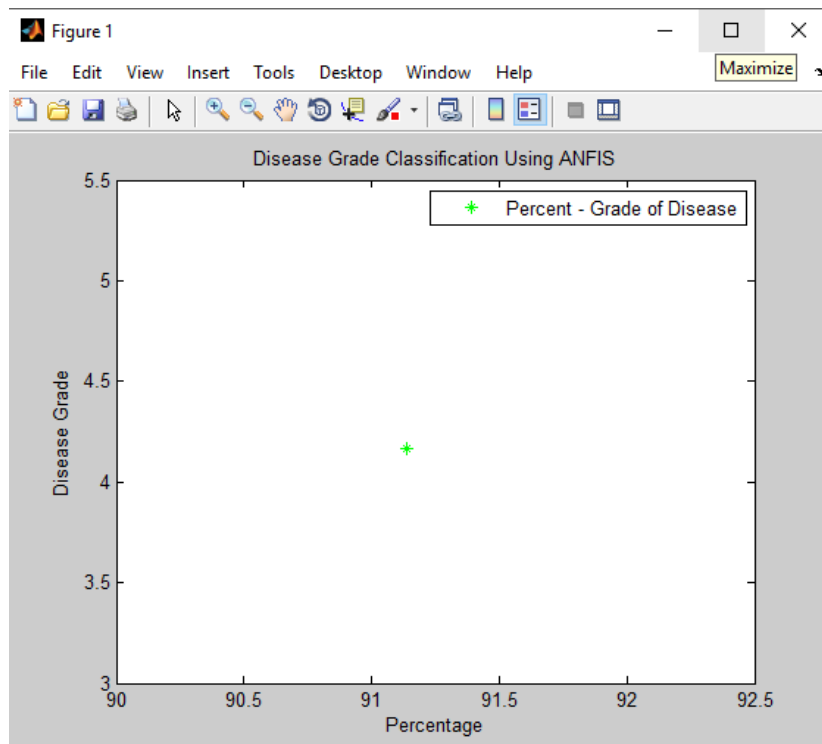 Figure 1
File Edit View Insert Tools Desktop Window Help
Maximize
Disease Grade Classification Using ANFIS
5.5
Percent - Grade of Disease
5
4.5
Disease Grade
4
3.5
3
90 90.5 91 91.5 92 92.5
Percentage